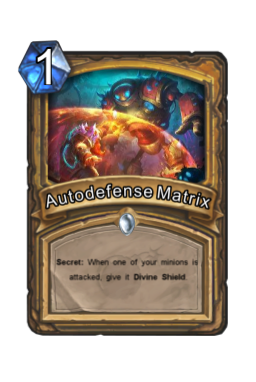 1
Autodefense Matrix
Secret: When one of your minions is
attacked, give it Divine Shield.